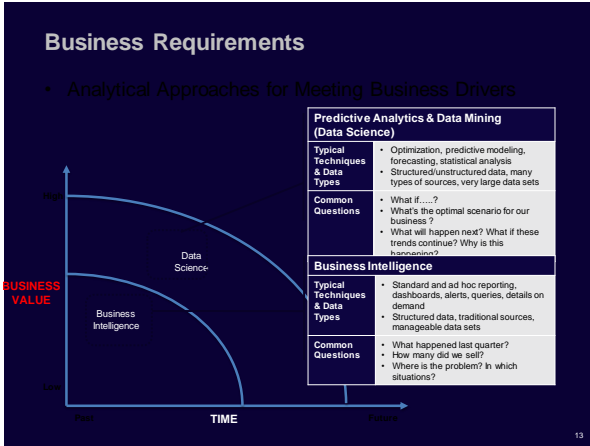 Business Requirements
• Analytical Approaches for Meeting Business Drivers
Predictive Analytics & Data Mining
(Data Science)
Typical
Techniques
& Data
Types
• Optimization, predictive modeling,
forecasting, statistical analysis
• Structured/unstructured data, many
types of sources, very large data sets
Common
Questions
• What if…..?
• What's the optimal scenario for our
business ?
• What will happen next? What if these
trends continue? Why is this
happening?
Business Intelligence
Typical
Techniques
& Data
Types
• Standard and ad hoc reporting,
dashboards, alerts, queries, details on
demand
• Structured data, traditional sources,
manageable data sets
Common
Questions
• What happened last quarter?
• How many did we sell?
• Where is the problem? In which
situations?
High
Data
Science
BUSINESS
VALUE
Business
Intelligence
Low
Past
TIME
Future
13